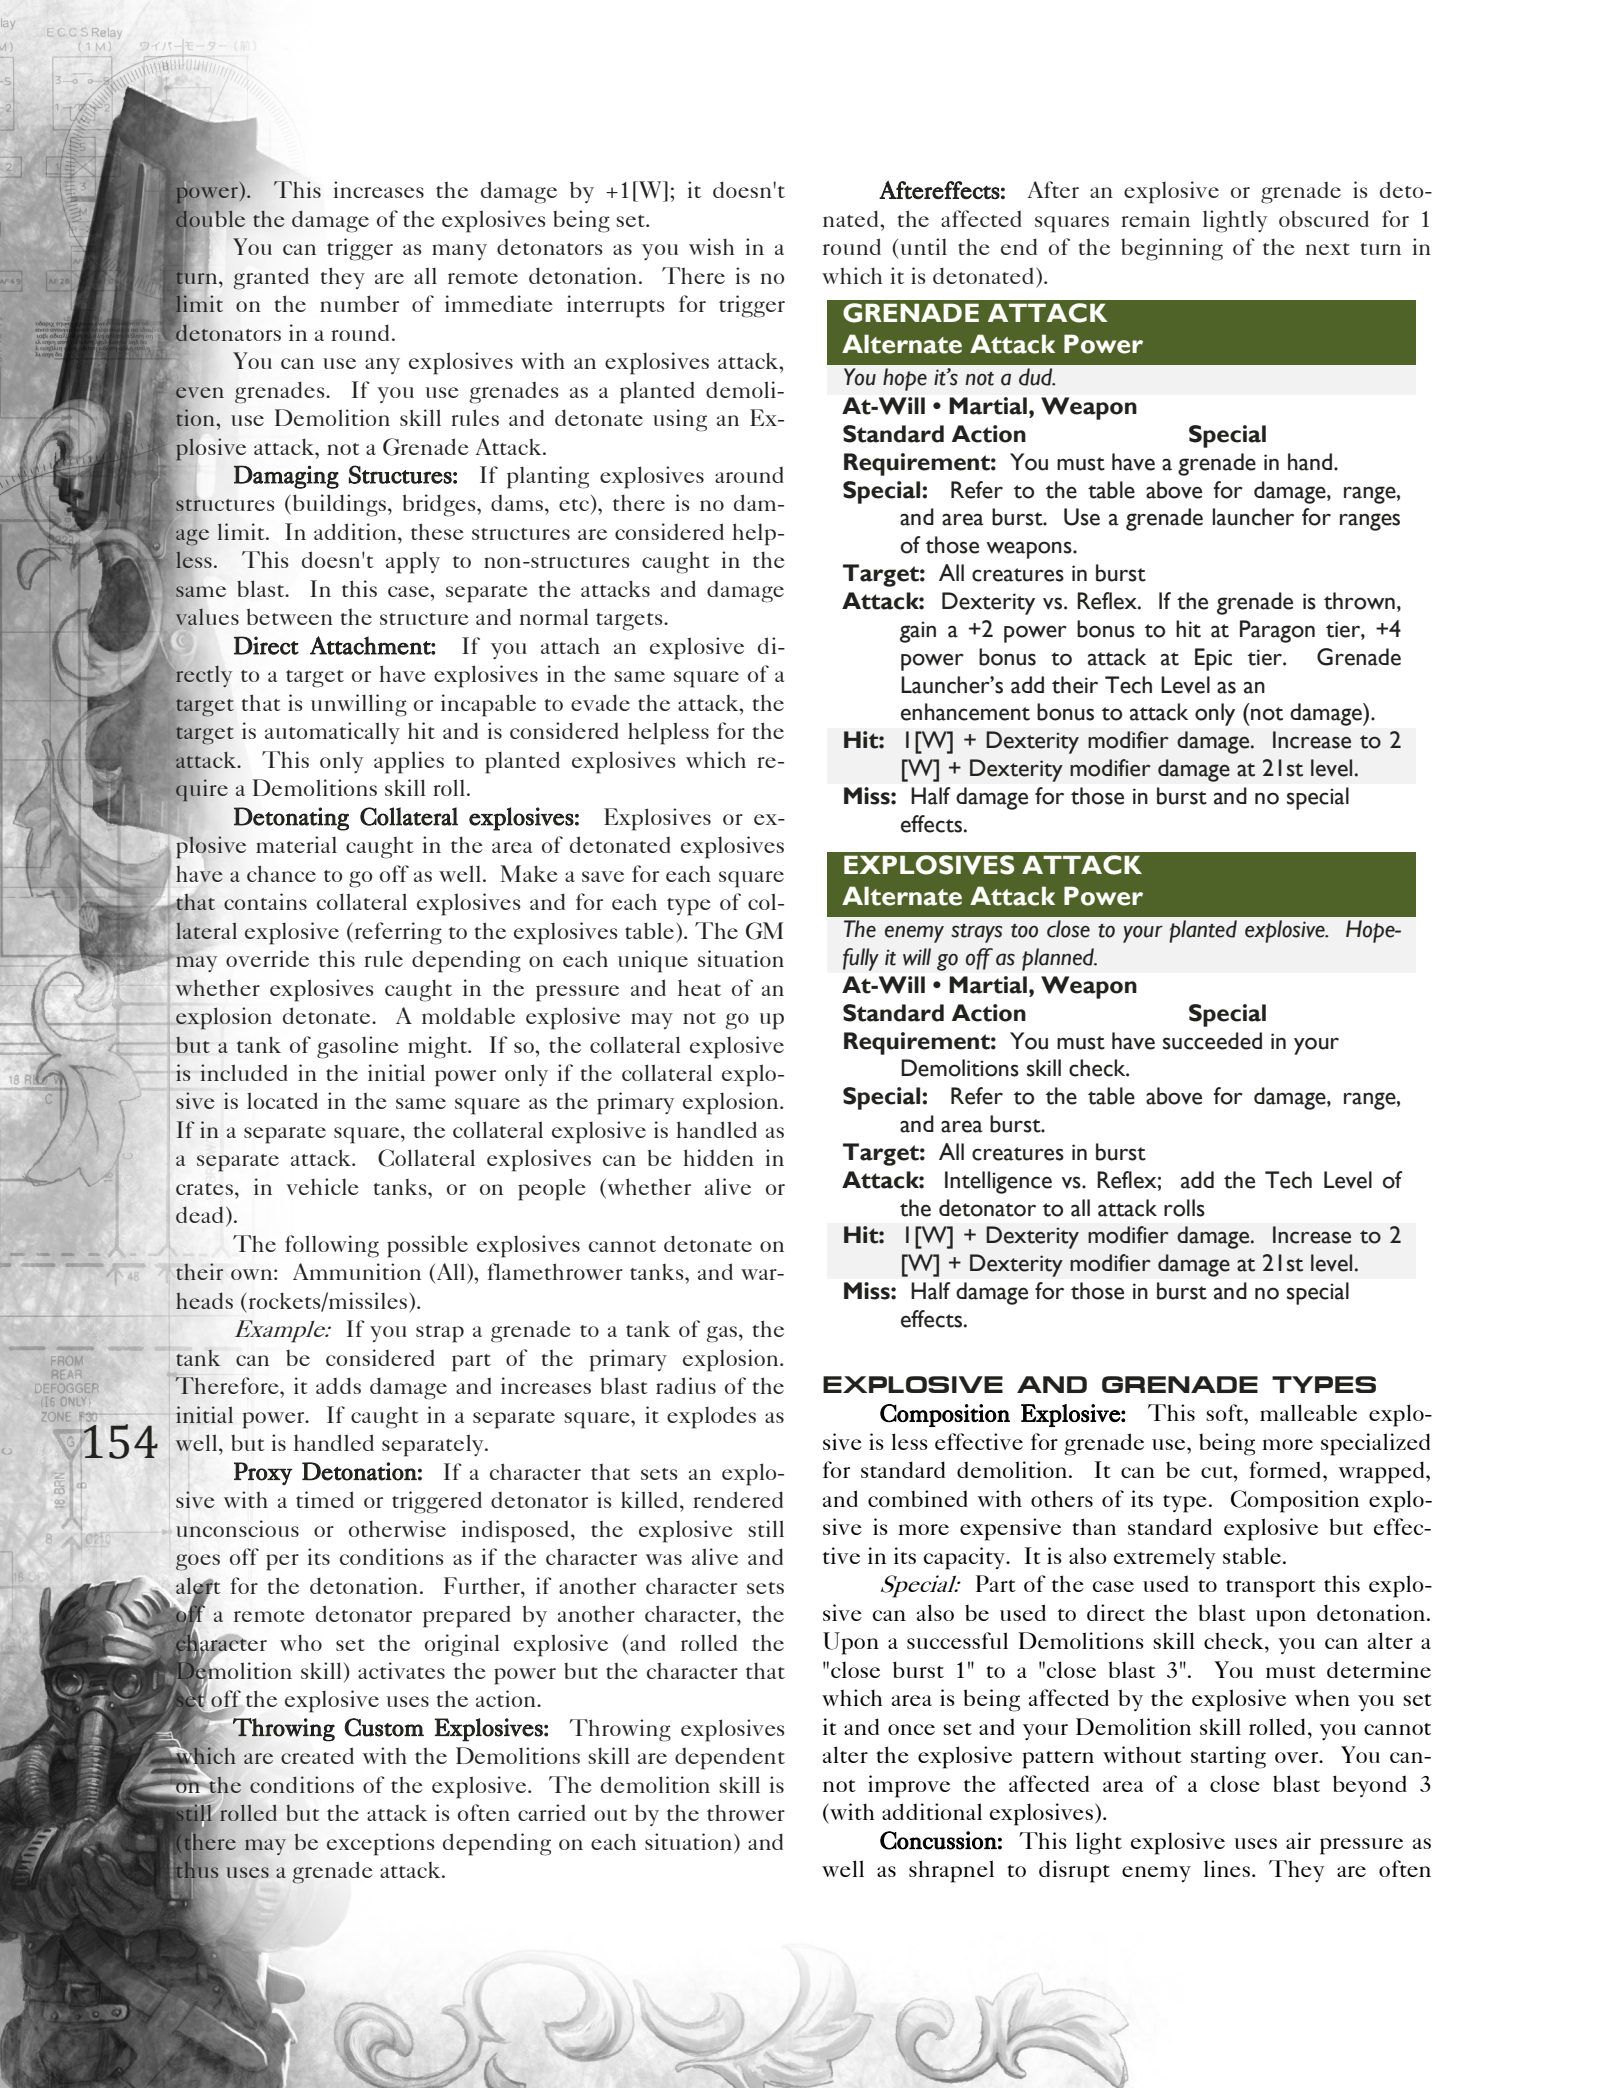 ECCS Relay
(1 M)
ワイパーモーター (前)
power). This increases the damage by +1[W]; it doesn't
double the damage of the explosives being set.
You can trigger as many detonators as you wish in a
turn, granted they are all remote detonation. There is no
limit on the number of immediate interrupts for trigger
detonators in a round.
You can use any explosives with an explosives attack,
even grenades. If you use grenades as a planted demoli-
tion, use Demolition skill rules and detonate using an Ex-
plosive attack, not a Grenade Attack.
Damaging Structures: If planting explosives around
structures (buildings, bridges, dams, etc), there is no dam-
age limit. In addition, these structures are considered help-
less. This doesn't apply to non-structures caught in the
same blast. In this case, separate the attacks and damage
values between the structure and normal targets.
Direct Attachment: If you attach an explosive di-
rectly to a target or have explosives in the same square of a
target that is unwilling or incapable to evade the attack, the
target is automatically hit and is considered helpless for the
attack. This only applies to planted explosives which re-
quire a Demolitions skill roll.
Detonating Collateral explosives: Explosives or ex-
plosive material caught in the area of detonated explosives
have a chance to go off as well. Make a save for each square
that contains collateral explosives and for each type of col-
lateral explosive (referring to the explosives table). The GM
may override this rule depending on each unique situation
whether explosives caught in the pressure and heat of an
explosion detonate. A moldable explosive may not go up
but a tank of gasoline might. If so, the collateral explosive
is included in the initial power only if the collateral explo-
sive is located in the same square as the primary explosion.
If in a separate square, the collateral explosive is handled as
a separate attack. Collateral explosives can be hidden in
crates, in vehicle tanks, or on people (whether alive or
dead).
The following possible explosives cannot detonate on
their own: Ammunition (All), flamethrower tanks, and war-
heads (rockets/missiles).
Example: If you strap a grenade to a tank of gas, the
tank can be considered part of the primary explosion.
Therefore, it adds damage and increases blast radius of the
initial power. If caught in a separate square, it explodes as
well, but is handled separately.
Proxy Detonation: If a character that sets an explo-
sive with a timed or triggered detonator is killed, rendered
unconscious or otherwise indisposed, the explosive still
goes off per its conditions as if the character was alive and
alert for the detonation. Further, if another character sets
off a remote detonator prepared by another character, the
character who set the original explosive (and rolled the
Demolition skill) activates the power but the character that
set off the explosive uses the action.
Throwing Custom Explosives: Throwing explosives
which are created with the Demolitions skill are dependent
on the conditions of the explosive. The demolition skill is
still rolled but the attack is often carried out by the thrower
(there may be exceptions depending on each situation) and
thus uses a grenade attack.
FROM
REAR
DEFOGGER
(16 ONLY)
ZONE F30
154
Aftereffects: After an explosive or grenade is deto-
nated, the affected squares remain lightly obscured for 1
round (until the end of the beginning of the next turn in
which it is detonated).
GRENADE ATTACK
Alternate Attack Power
You hope it's not a dud.
At-Will • Martial, Weapon
Standard Action Special
Requirement: You must have a grenade in hand.
Special: Refer to the table above for damage, range,
and area burst. Use a grenade launcher for ranges
of those weapons.
Target: All creatures in burst
Attack: Dexterity vs. Reflex. If the grenade is thrown,
gain a +2 power bonus to hit at Paragon tier, +4
power bonus to attack at Epic tier. Grenade
Launcher's add their Tech Level as an
enhancement bonus to attack only (not damage).
Hit: 1[W] + Dexterity modifier damage. Increase to 2
[W] + Dexterity modifier damage at 21st level.
Miss: Half damage for those in burst and no special
effects.
EXPLOSIVES ATTACK
Alternate Attack Power
The enemy strays too close to your planted explosive. Hope-
fully it will go off as planned.
At-Will • Martial, Weapon
Standard Action Special
Requirement: You must have succeeded in your
Demolitions skill check.
Special: Refer to the table above for damage, range,
and area burst.
Target: All creatures in burst
Attack: Intelligence vs. Reflex; add the Tech Level of
the detonator to all attack rolls
Hit: 1[W] + Dexterity modifier damage. Increase to 2
[W] + Dexterity modifier damage at 21st level.
Miss: Half damage for those in burst and no special
effects.
EXPLOSIVE AND GRENADE TYPES
Composition Explosive: This soft, malleable explo-
sive is less effective for grenade use, being more specialized
for standard demolition. It can be cut, formed, wrapped,
and combined with others of its type. Composition explo-
sive is more expensive than standard explosive but effec-
tive in its capacity. It is also extremely stable.
Special: Part of the case used to transport this explo-
sive can also be used to direct the blast upon detonation.
Upon a successful Demolitions skill check, you can alter a
"close burst 1" to a "close blast 3". You must determine
which area is being affected by the explosive when you set
it and once set and your Demolition skill rolled, you cannot
alter the explosive pattern without starting over. You can-
not improve the affected area of a close blast beyond 3
(with additional explosives).
Concussion: This light explosive uses air pressure as
well as shrapnel to disrupt enemy lines. They are often